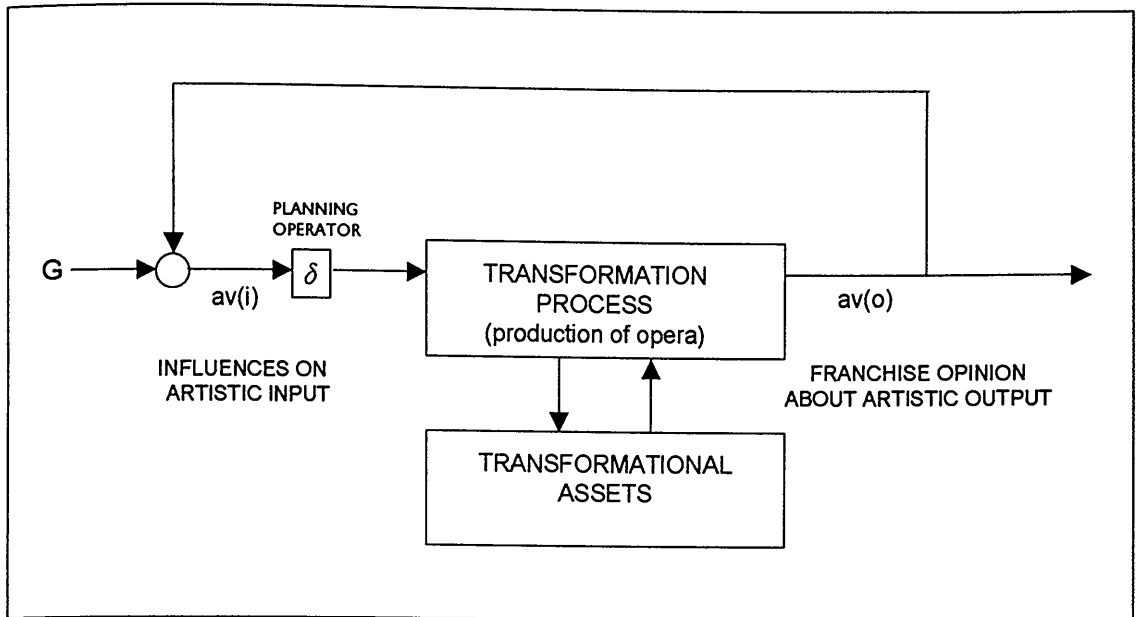 PLANNING
OPERATOR
G
av(i)
δ
TRANSFORMATION
PROCESS
(production of opera)
av(o)
INFLUENCES ON
ARTISTIC INPUT
FRANCHISE OPINION
ABOUT ARTISTIC OUTPUT
TRANSFORMATIONAL
ASSETS